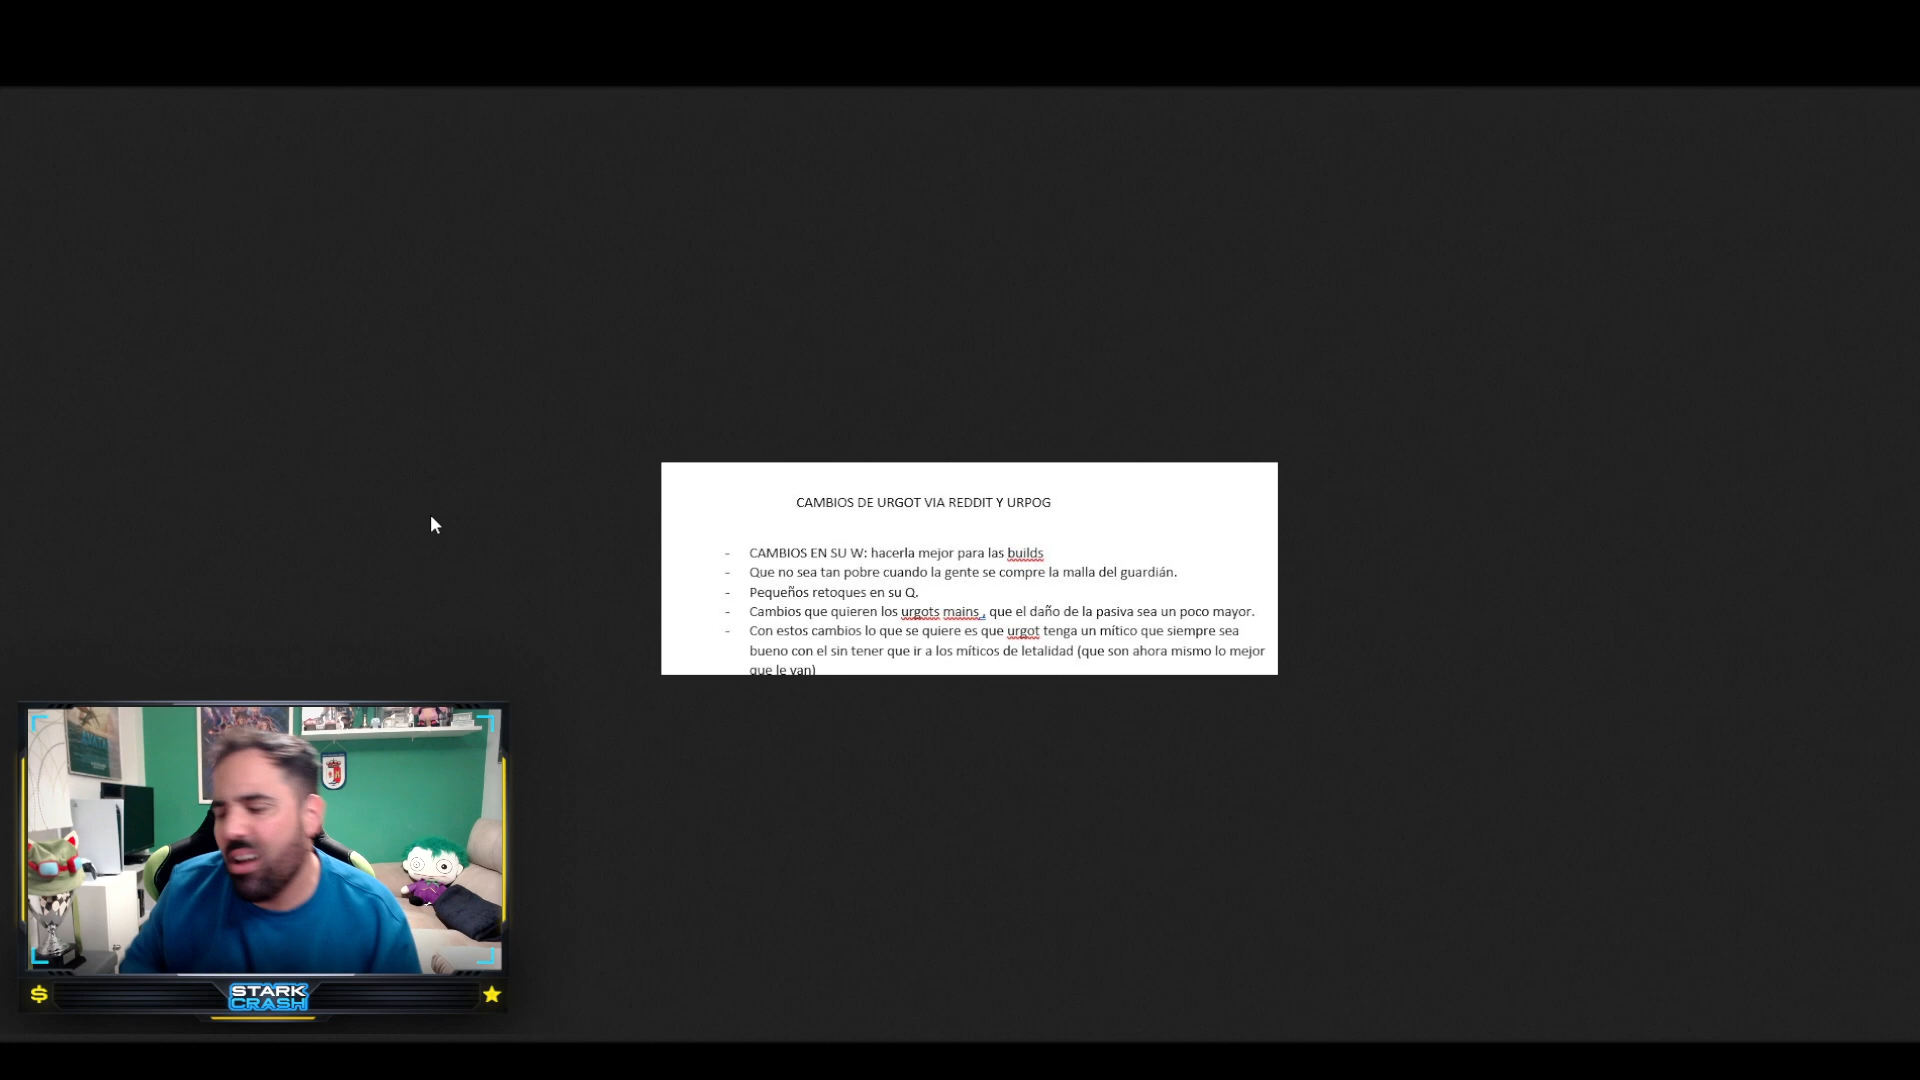 CAMBIOS DE URGOT VIA REDDIT Y URPOG
- CAMBIOS EN SU W: hacerla mejor para las builds
- Que no sea tan pobre cuando la gente se compre la malla del guardián.
- Pequeños retoques en su Q.
- Cambios que quieren los urgots mains , que el daño de la pasiva sea un poco mayor.
- Con estos cambios lo que se quiere es que urgot tenga un mítico que siempre sea
bueno con el sin tener que ir a los míticos de letalidad (que son ahora mismo lo mejor
que le van)
$
STARK
CRASH